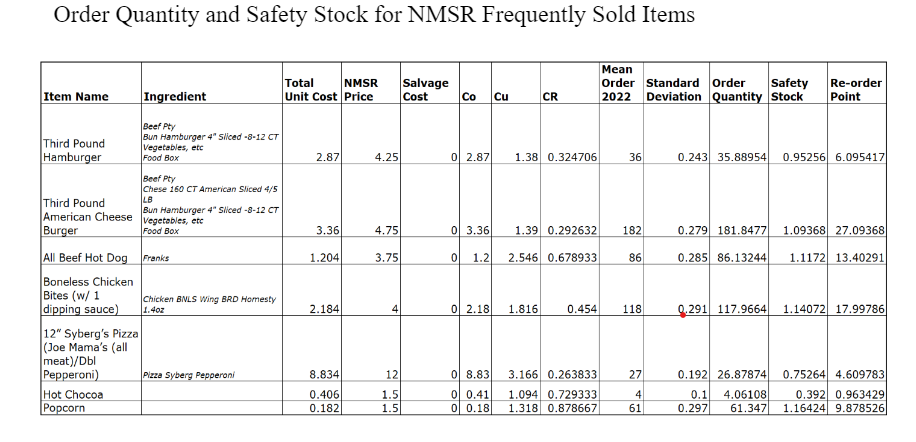 Order Quantity and Safety Stock for NMSR Frequently Sold Items
Item Name Ingredient Total Unit Cost NMSR Price Salvage Cost Co Cu CR Mean Order 2022 Standard Deviation Order Quantity Safety Stock Re-order Point
Beef Pty
Bun Hamburger 4" Sliced -8-12 CT
Vegetables, etc
Third Pound
Hamburger Food Box 2.87 4.25 0 2.87 1.38 0.324706 36 0.243 35.88954 0.95256 6.095417
Beef Pty
Chese 160 CT American Sliced 4/5
LB
Third Pound
Bun Hamburger 4" Sliced -8-12 CT
American Cheese
Vegetables, etc
Burger Food Box 3.36 4.75 0 3.36 1.39 0.292632 182 0.279 181.8477 1.09368 27.09368
All Beef Hot Dog Franks 1.204 3.75 0 1.2 2.546 0.678933 86 0.285 86.13244 1.1172 13.40291
Boneless Chicken
Bites (w/ 1
Chicken BNLS Wing BRD Homesty
dipping sauce) 1.4oz 2.184 4 0 2.18 1.816 0.454 118 0.291 117.9664 1.14072 17.99786
12" Syberg's Pizza
(Joe Mama's (all
meat)/Dbl
Pepperoni) Pizza Syberg Pepperoni 8.834 12 0 8.83 3.166 0.263833 27 0.192 26.87874 0.75264 4.609783
Hot Chocoa 0.406 1.5 0 0.41 1.094 0.729333 4 0.1 4.06108 0.392 0.963429
Popcorn 0.182 1.5 0 0.18 1.318 0.878667 61 0.297 61.347 1.16424 9.878526